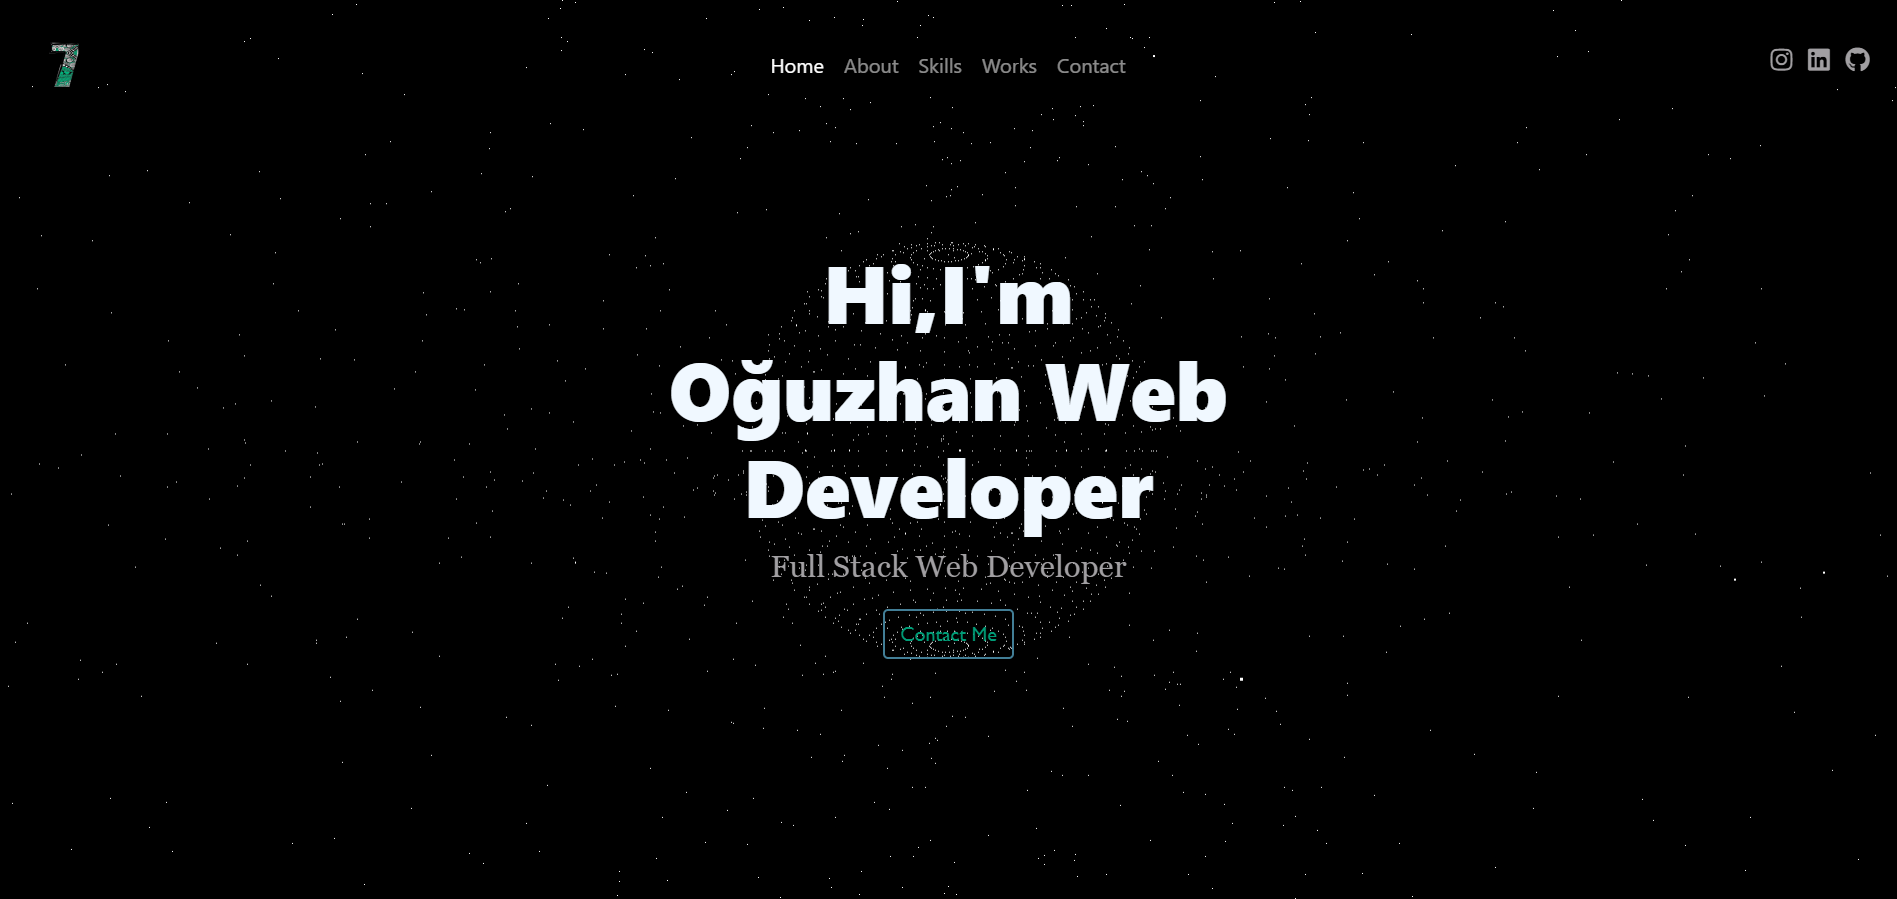 7
Home About Skills Works Contact
Hi,I'm
Oğuzhan Web
Developer
Full Stack Web Developer
Contact Me